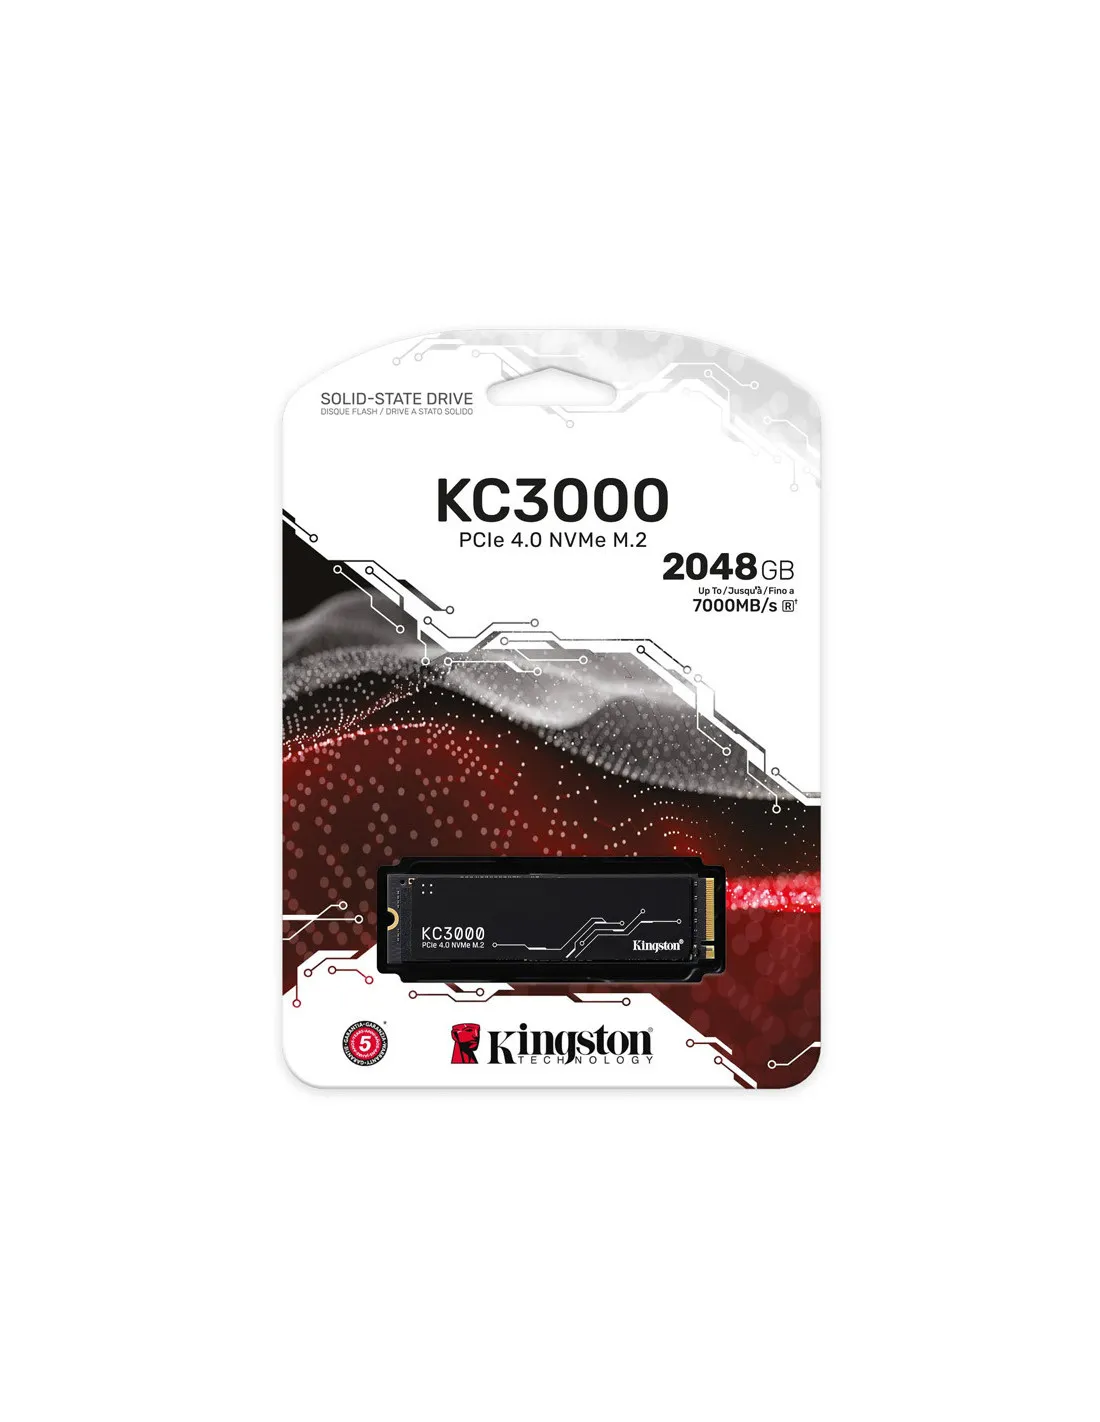 SOLID-STATE DRIVE
DISQUE FLASH / DRIVE A STATO SOLIDO
KC3000
PCIe 4.0 NVMe M.2
2048GB
Up To/Jusqu'à/Fino a
7000MB/s R†
KC3000
PCIe 4.0 NVMe M.2
Kingston®
5
Kingston®
TECHNOLOGY